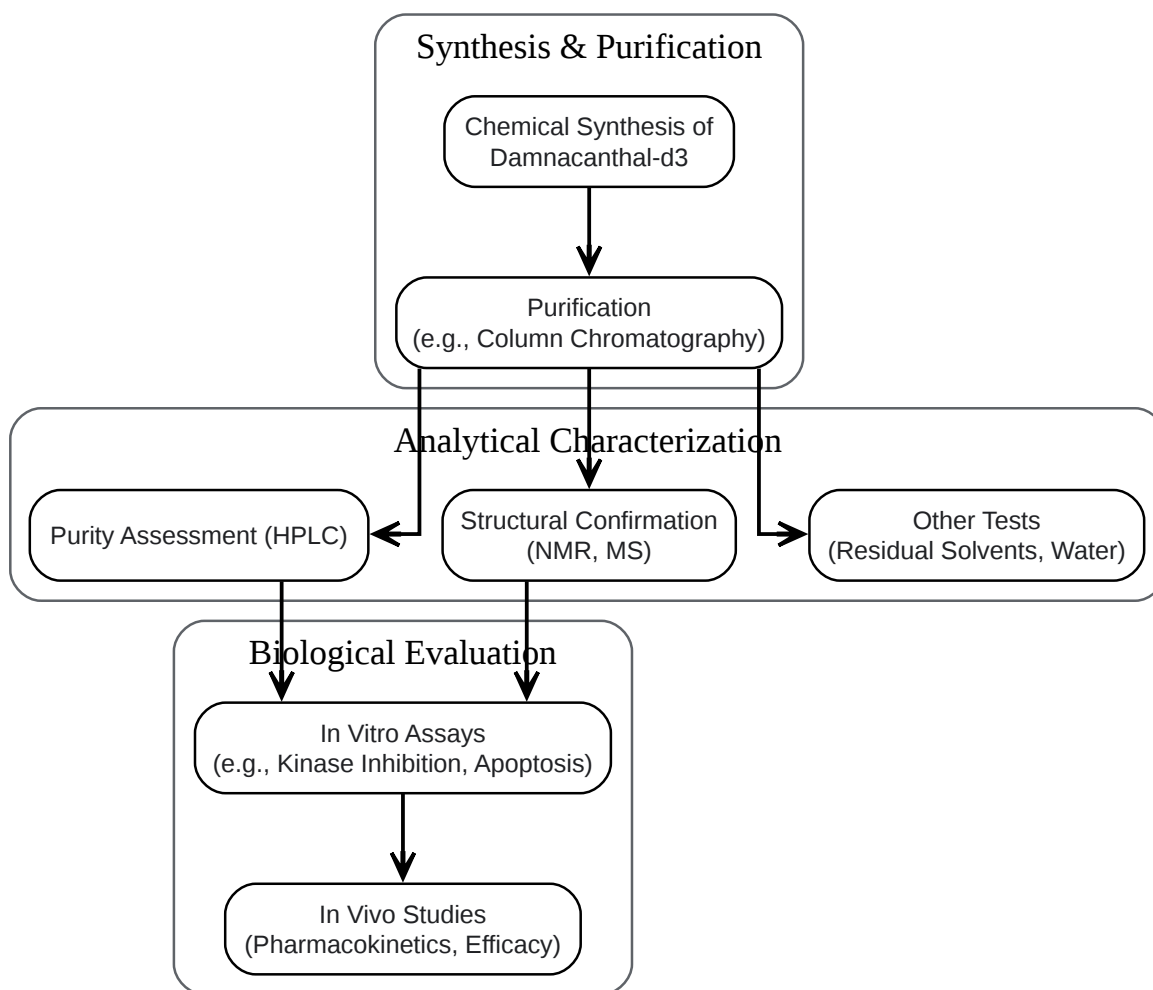 Synthesis & Purification
Chemical Synthesis of
Damnacanthal-d3
Purification
(e.g., Column Chromatography)
Analytical Characterization
Purity Assessment (HPLC)
Structural Confirmation
(NMR, MS)
Other Tests
(Residual Solvents, Water)
Biological Evaluation
In Vitro Assays
(e.g., Kinase Inhibition, Apoptosis)
In Vivo Studies
(Pharmacokinetics, Efficacy)